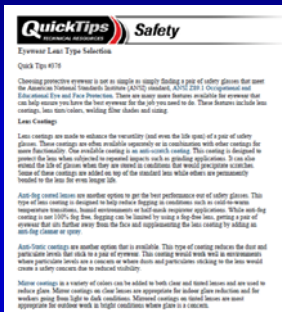 QuickTips
TECHNICAL RESOURCES
Safety
Eyewear Lens Type Selection
Quick Tips #376
Choosing protective eyewear is not as simple as simply finding a pair of safety glasses that meet
the American National Standards Institute (ANSI) standard, ANSI Z89.1 Occupational and
Educational Eye and Face Protection. There are many more features available for eyewear that
can help ensure you have the best eyewear for the job you need to do. These features include lens
coatings, lens tints/colors, welding filter shades and sizing.
Lens Coatings
Lens coatings are made to enhance the versatility (and even the life span) of a pair of safety
glasses. These coatings are often available separately or in combination with other coatings for
more functionality. One available coating is an anti-scratch coating. This coating is designed to
protect the lens when subjected to repeated impacts such as grinding applications. It can also
extend the life of glasses when they are stored in conditions that would precipitate scratches.
Some of these coatings are added on top of the standard lens while others are permanently
bonded to the lens for even longer life.
Anti-fog coated lenses are another option to get the best performance out of safety glasses. This
type of lens coating is designed to help reduce fogging in conditions such as cold-to-warm
temperature transitions, humid environments or half-mask respirator applications. While anti-fog
coating is not 100% fog free, fogging can be limited by using a fog-free lens, getting a pair of
eyewear that sits further away from the face and supplementing the lens coating by adding an
anti-fog cleaner or spray.
Anti-Static coatings are another option that is available. This type of coating reduces the dust and
particulate levels that stick to a pair of eyewear. This coating would work well in environments
where particulate levels are a concern or where dusts and particulates sticking to the lens would
create a safety concern due to reduced visibility.
Mirror coatings in a variety of colors can be added to both clear and tinted lenses and are used to
reduce glare. Mirror coatings on clear lenses are appropriate for indoor glare reduction and for
workers going from light to dark conditions. Mirrored coatings on tinted lenses are most
appropriate for outdoor work in bright conditions where glare is a concern.